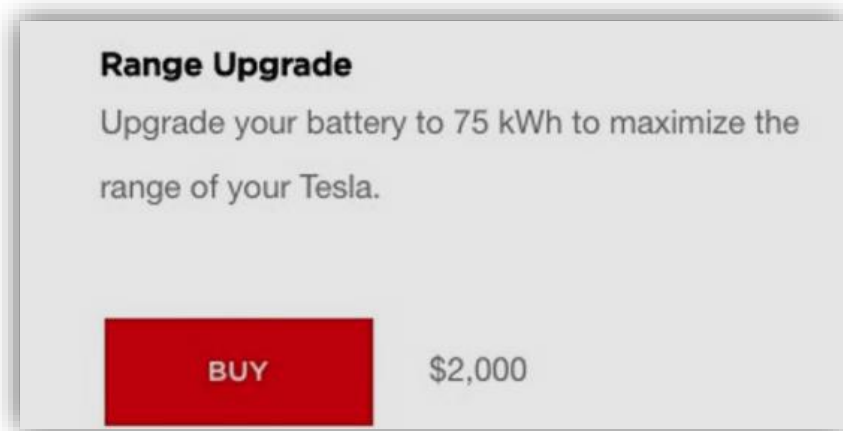 Range Upgrade
Upgrade your battery to 75 kWh to maximize the
range of your Tesla.
BUY
$2,000